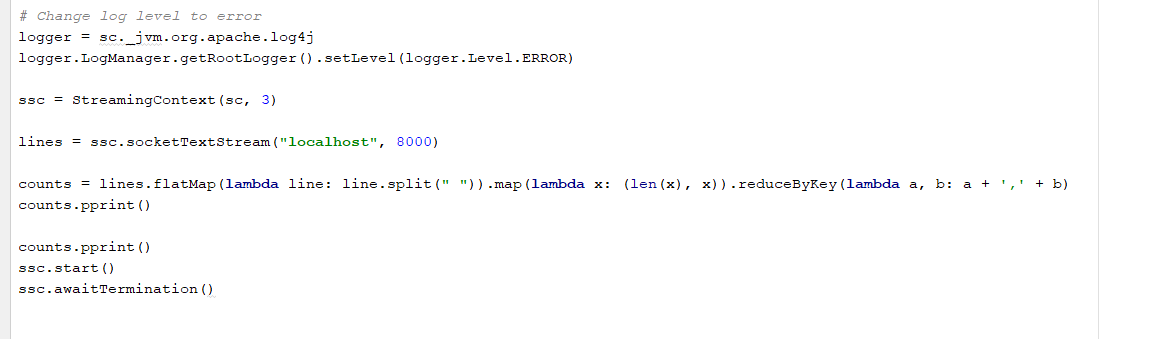 # Change log level to error
logger = sc._jvm.org.apache.log4j
logger.LogManager.getRootLogger().setLevel(logger.Level.ERROR)
ssc = StreamingContext(sc, 3)
lines = ssc.socketTextStream("localhost", 8000)
counts = lines.flatMap(lambda line: line.split(" ")).map(lambda x: (len(x), x)).reduceByKey(lambda a, b: a + ',' + b)
counts.pprint()
counts.pprint()
ssc.start()
ssc.awaitTermination()